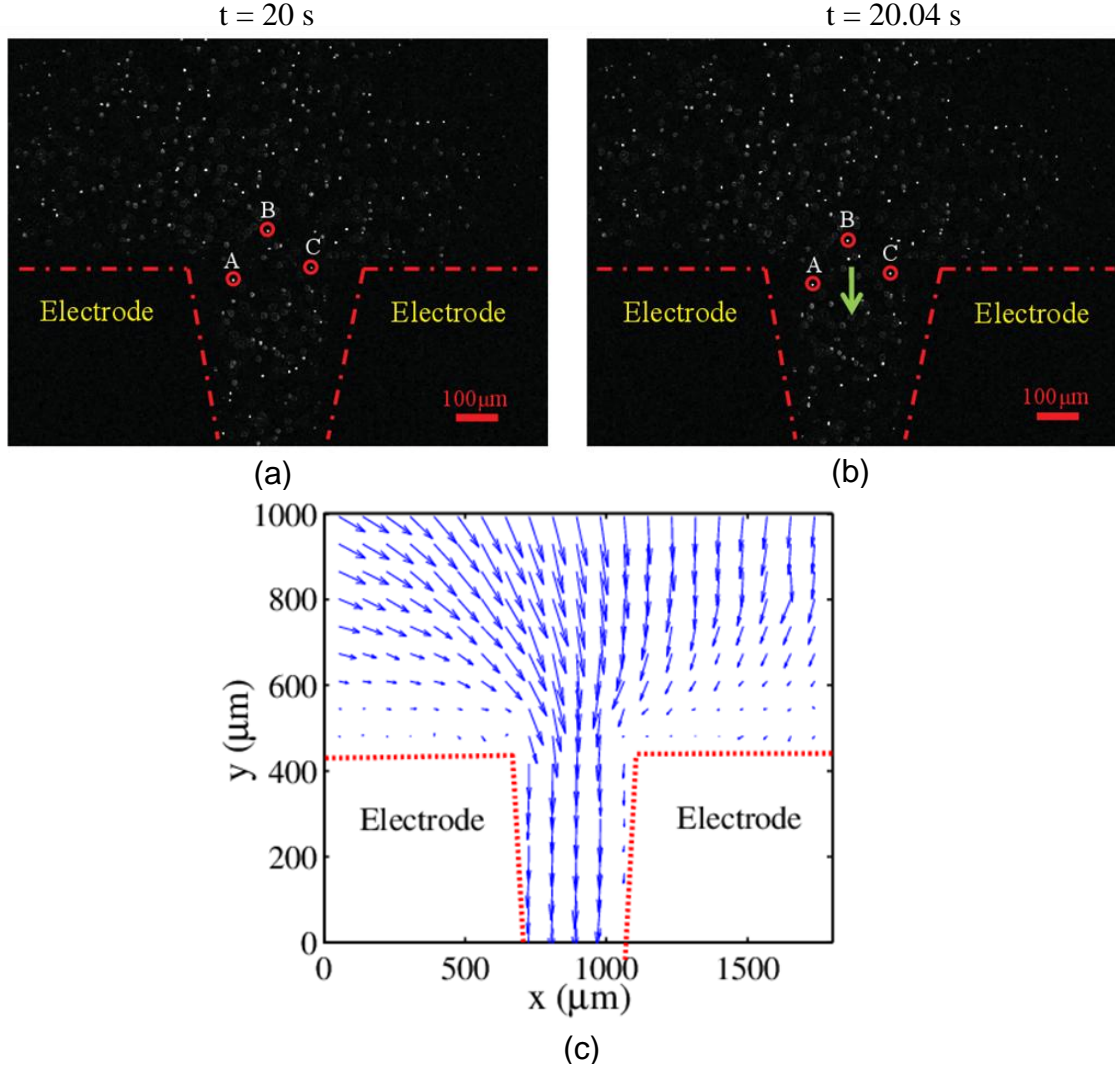 t = 20 s
t = 20.04 s
B
A
C
Electrode
Electrode
100μm
B
A
C
Electrode
Electrode
100μm
(a)
(b)
1000
800
600
400
200
0
y (μm)
Electrode
Electrode
0
500
1000
1500
x (μm)
(c)